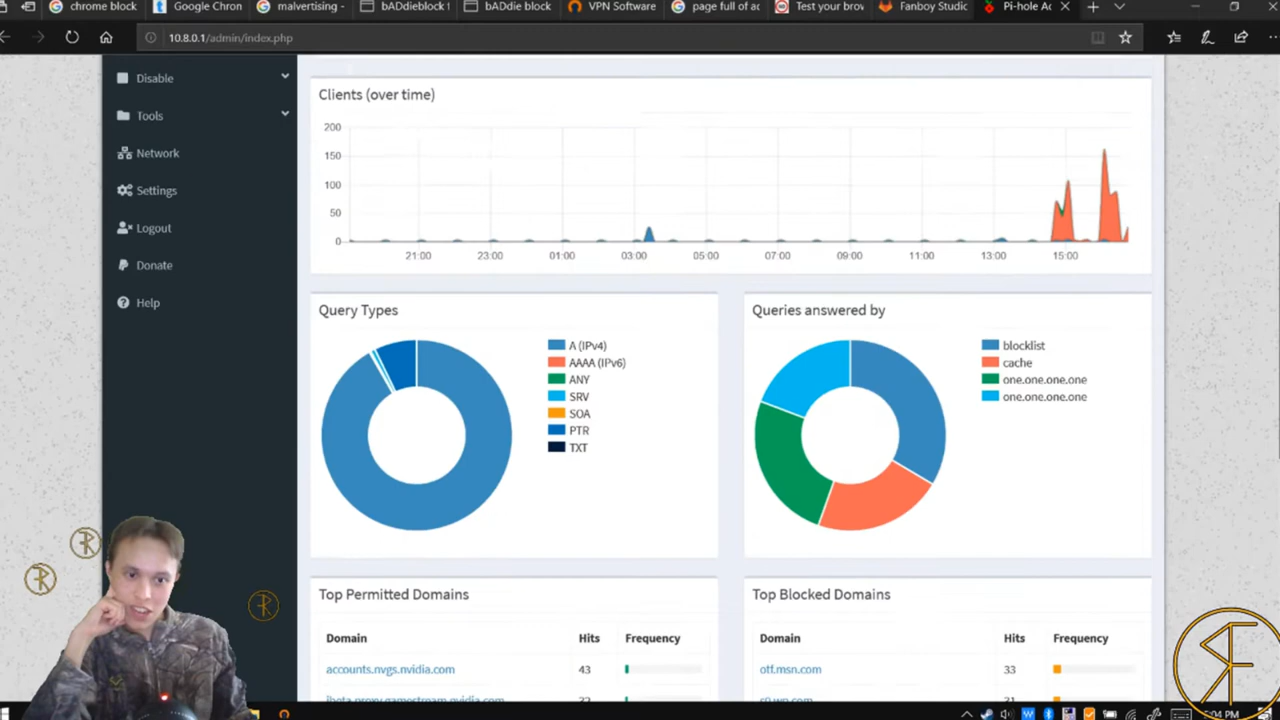 chrome block
Google Chron
malvertising -
bADdieblock t
bADdie block
VPN Software
page full of ad
Test your brow
Fanboy Studio
Pi-hole Ad
10.8.0.1/admin/index.php
Disable
Tools
Network
Settings
Logout
Donate
Help
Clients (over time)
200
150
100
50
0
21:00 23:00 01:00 03:00 05:00 07:00 09:00 11:00 13:00 15:00
Query Types
A (IPv4)
AAAA (IPv6)
ANY
SRV
SOA
PTR
TXT
Queries answered by
blocklist
cache
one.one.one.one
one.one.one.one
Top Permitted Domains
Domain Hits Frequency
accounts.nvgs.nvidia.com 43
Top Blocked Domains
Domain Hits Frequency
otf.msn.com 33